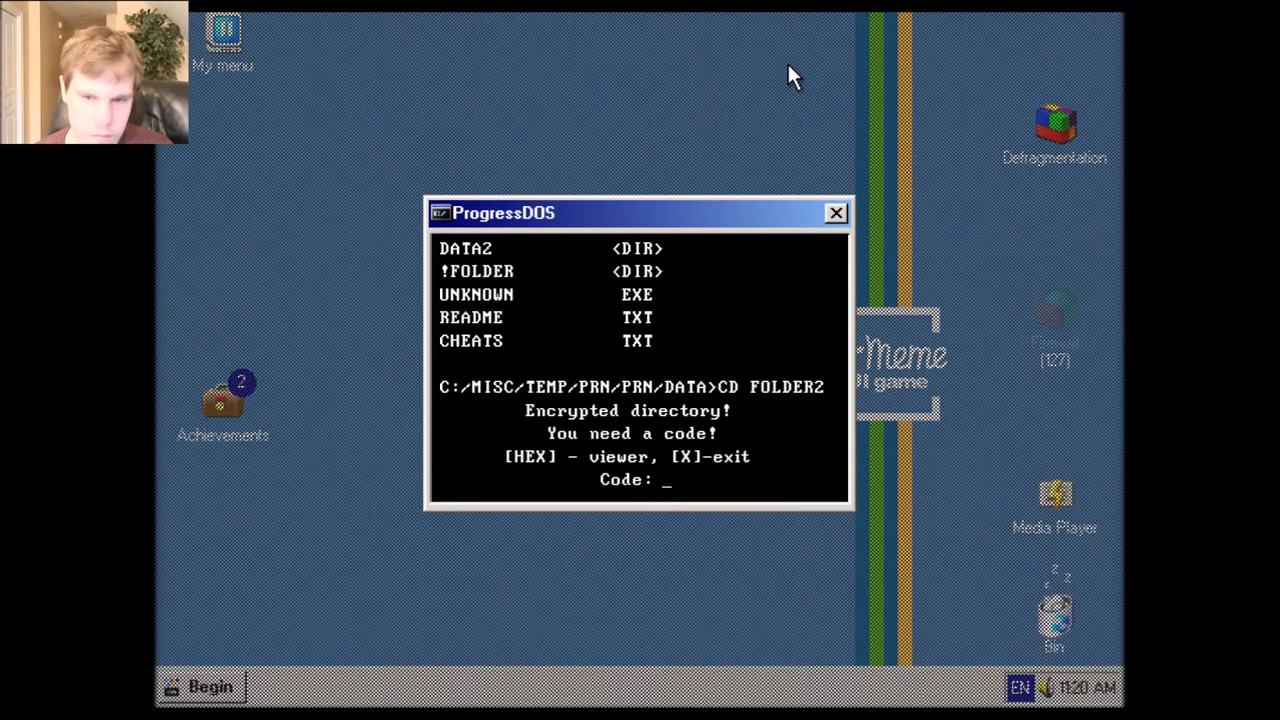 My menu
Defragmentation
ProgressDOS
DATA2 <DIR>
!FOLDER <DIR>
UNKNOWN EXE
README TXT
CHEATS TXT
C:/MISC/TEMP/PRN/PRN/DATA>CD FOLDER2
Encrypted directory!
You need a code!
[HEX] - viewer, [X]-exit
Code: _
Firewall
(127)
Meme
game
2
Achievements
Media Player
z z z
Bin
Begin
EN 11:20 AM